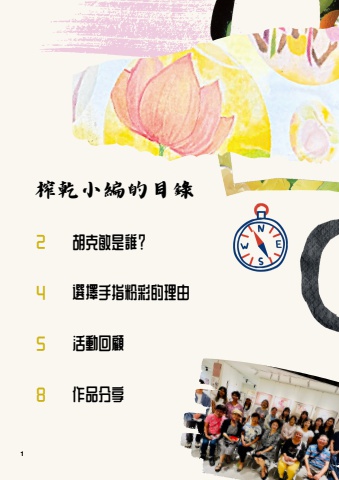 榨乾小編的目錄
N
W E
S
2 胡克敏是誰?
4 選擇手指粉彩的理由
5 活動回顧
8 作品分享
1